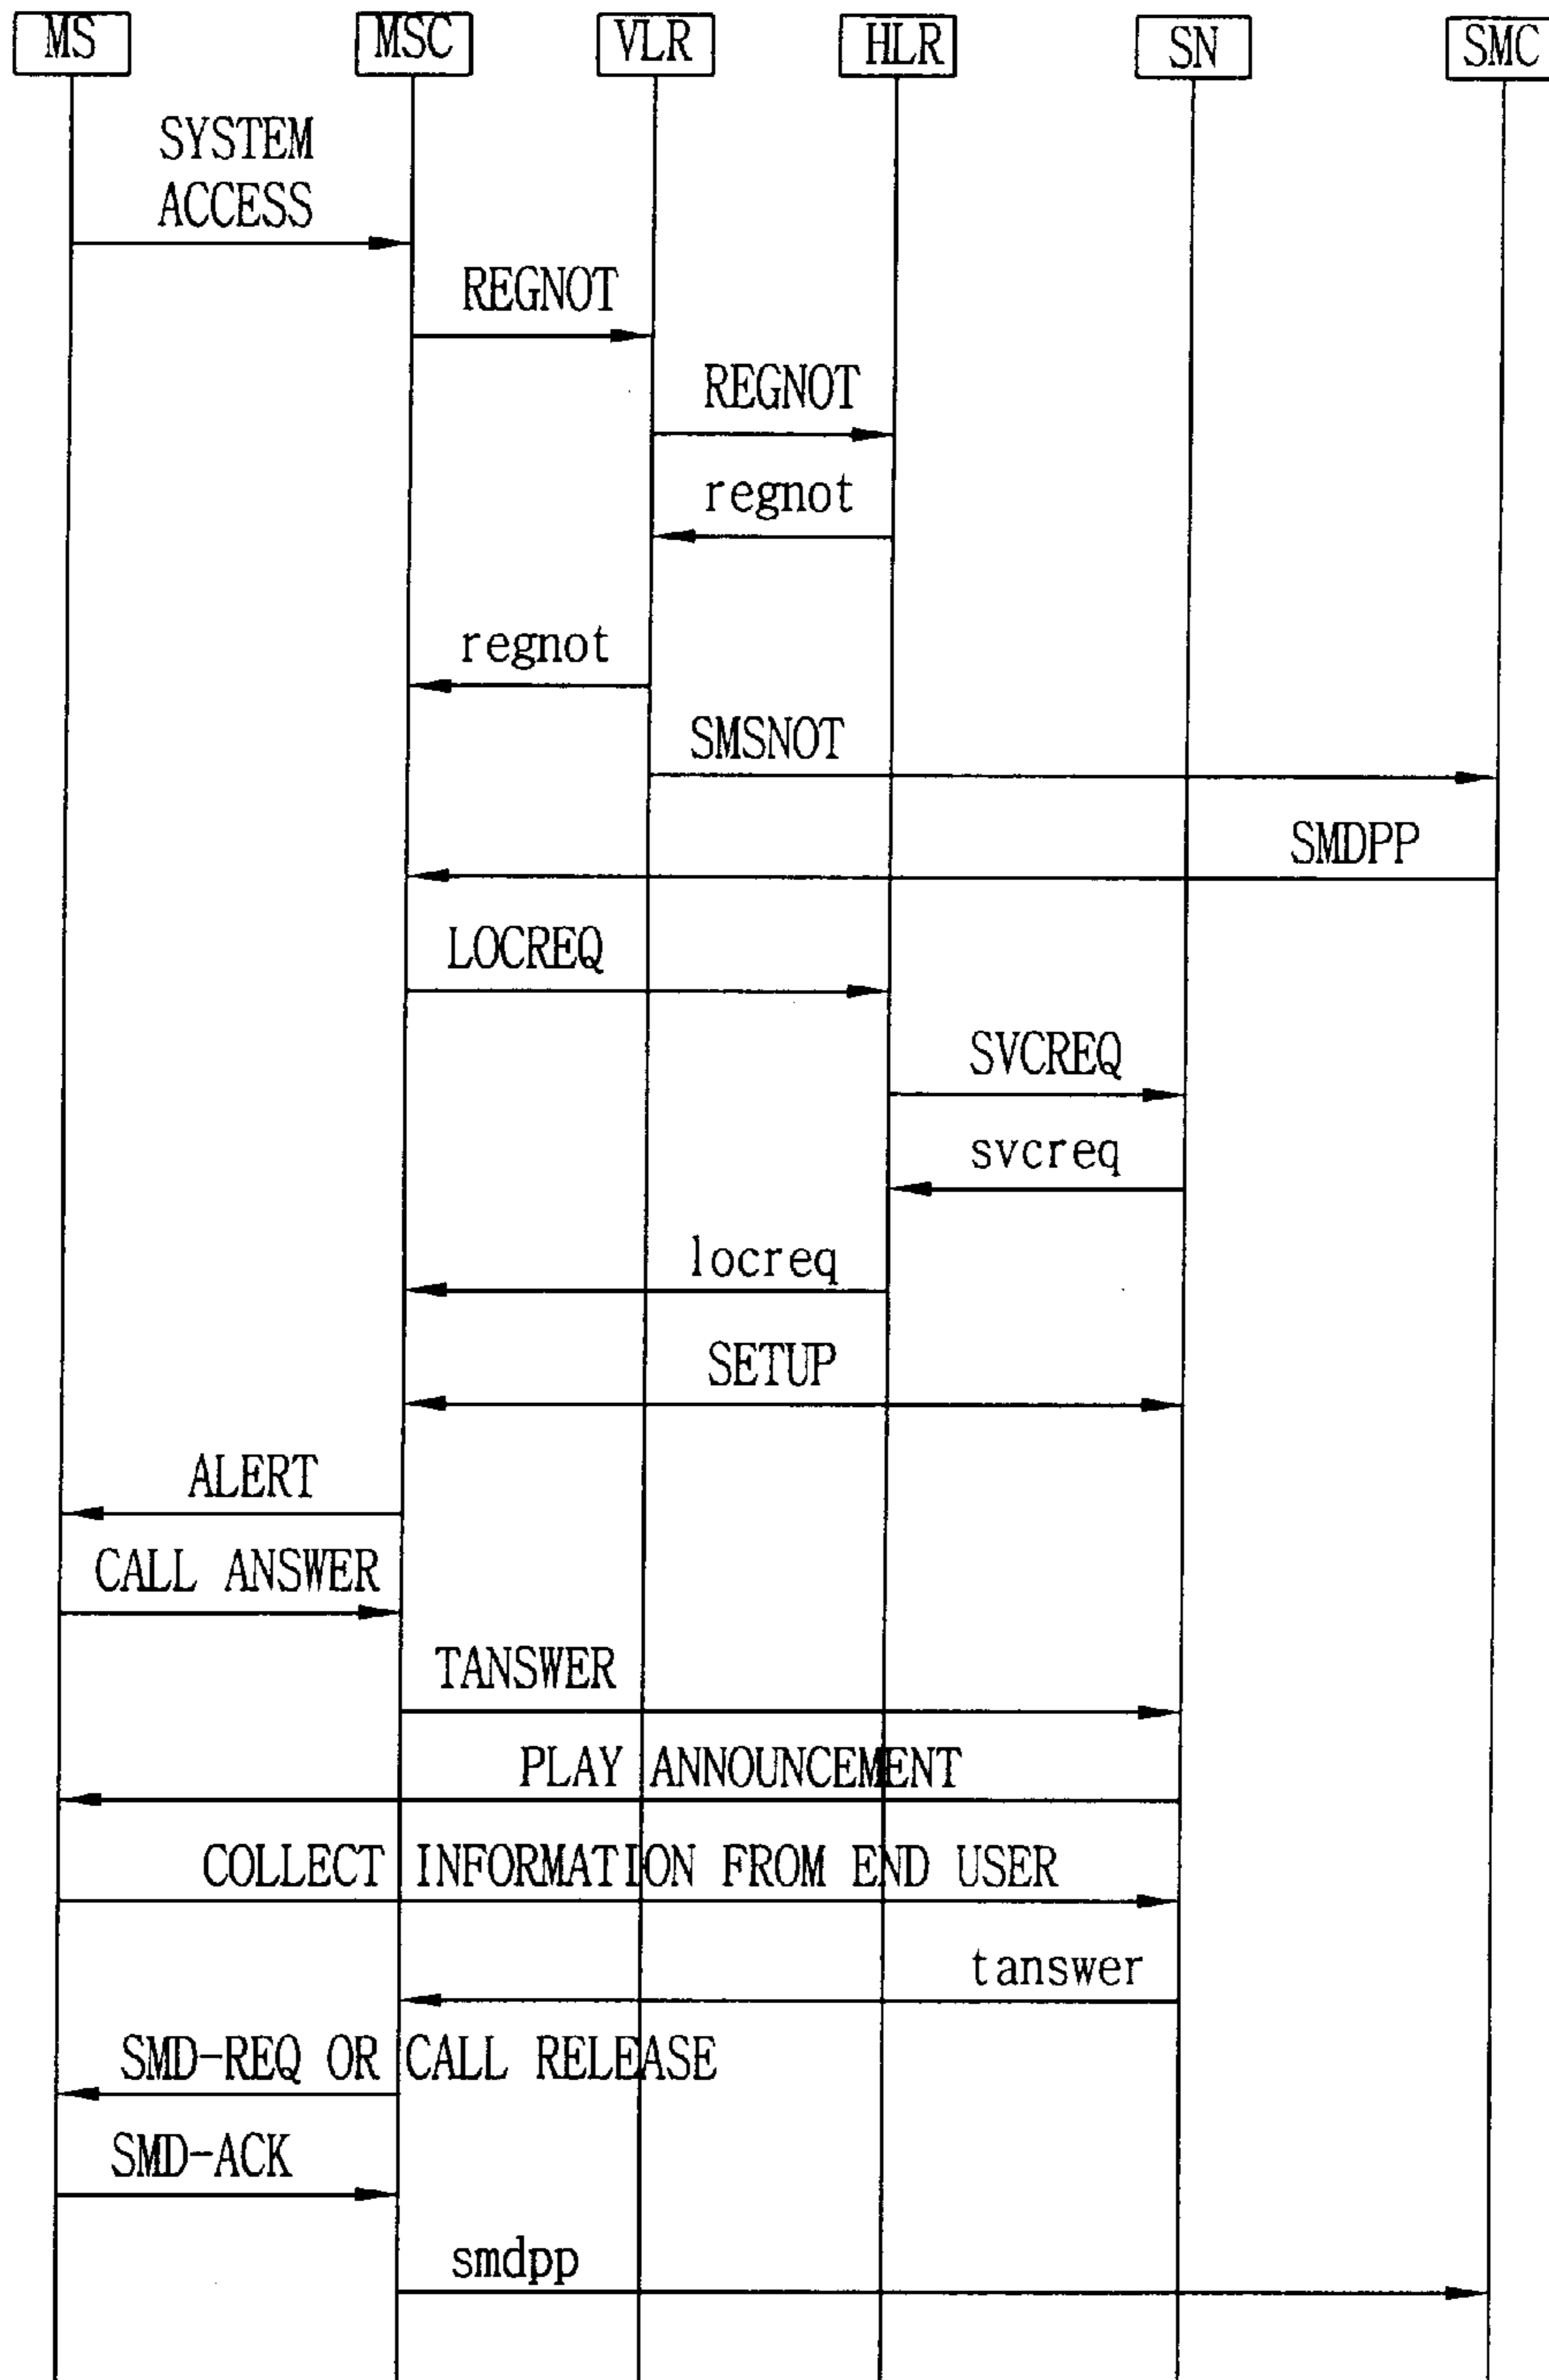 MS
MSC
VLR
HLR
SN
SMC
SYSTEM
ACCESS
REGNOT
REGNOT
regnot
regnot
SMSNOT
SMDPP
LOCREQ
SVCREQ
svcreq
locreq
SETUP
ALERT
CALL ANSWER
TANSWER
PLAY ANNOUNCEMENT
COLLECT INFORMATION FROM END USER
tanswer
SMD-REQ OR CALL RELEASE
SMD-ACK
smdpp